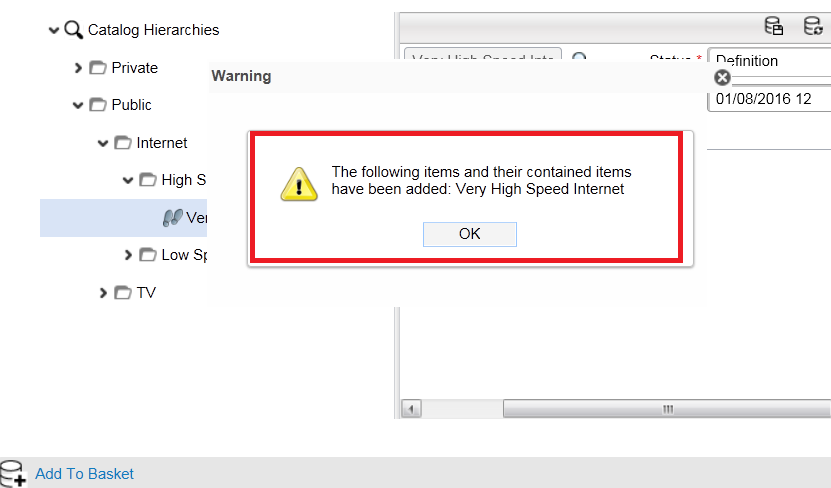 Catalog Hierarchies
Private
Public
Internet
High S
Ver
Low Sp
TV
Warning
Very High Speed Inte
Status *
Definition
01/08/2016 12
The following items and their contained items
have been added: Very High Speed Internet
OK
Add To Basket